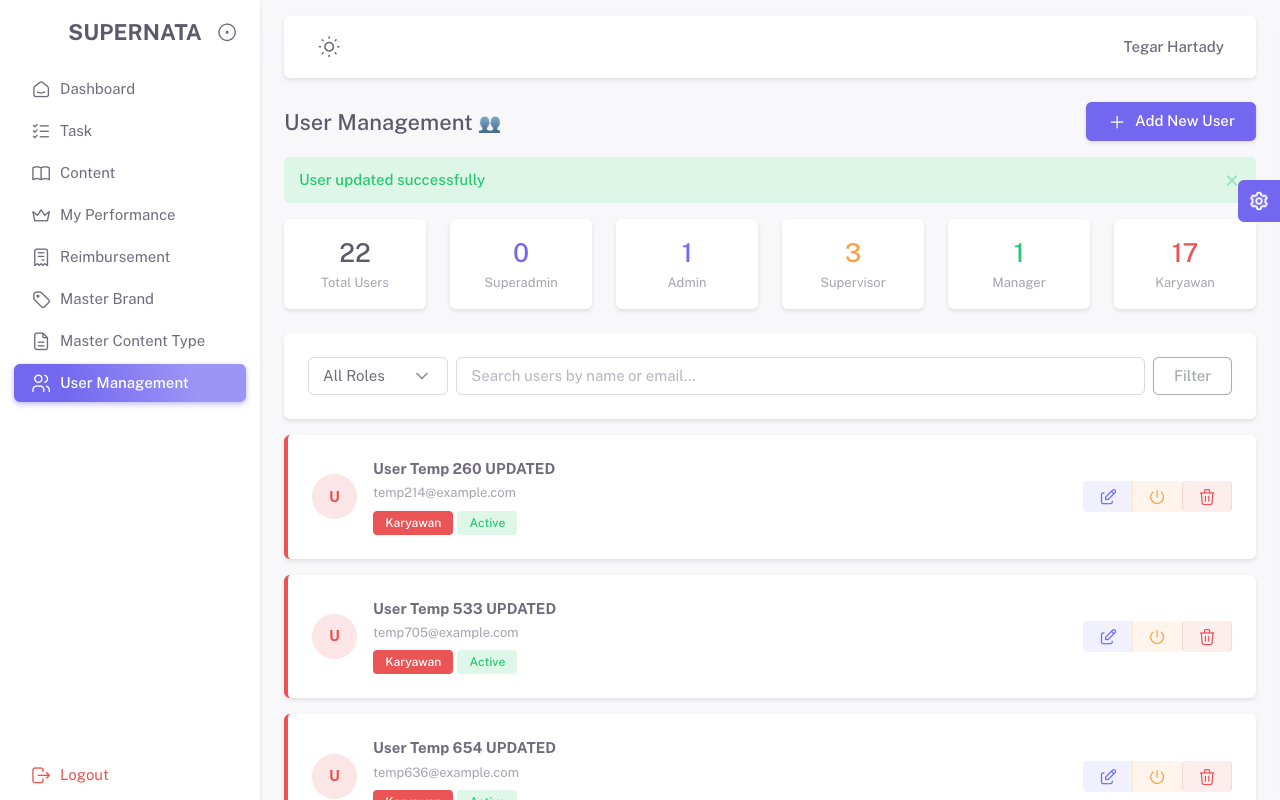 SUPERNATA
Dashboard
Task
Content
My Performance
Reimbursement
Master Brand
Master Content Type
User Management
Logout
Tegar Hartady
User Management
Add New User
User updated successfully
22
Total Users
0
Superadmin
1
Admin
3
Supervisor
1
Manager
17
Karyawan
All Roles
Search users by name or email...
Filter
U
User Temp 260 UPDATED
temp214@example.com
Karyawan Active
U
User Temp 533 UPDATED
temp705@example.com
Karyawan Active
U
User Temp 654 UPDATED
temp636@example.com
Karyawan Active